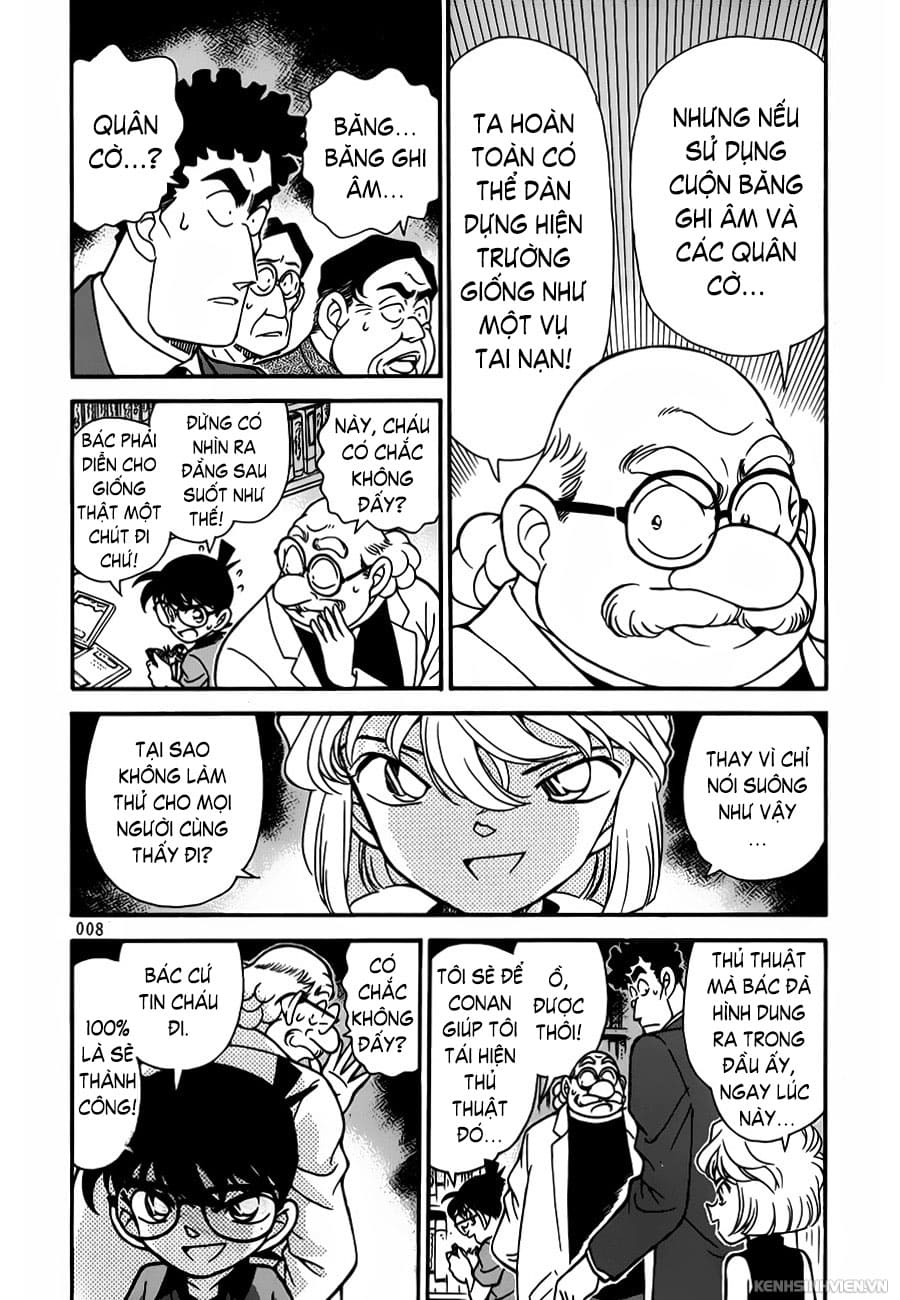 NHƯNG NẾU
SỬ DỤNG
CUỘN BĂNG
GHI ÂM VÀ
CÁC QUÂN
CỜ...
TA HOÀN
TOÀN CÓ
THỂ DÀN
DỰNG HIỆN
TRƯỜNG
GIỐNG NHƯ
MỘT VỤ
TAI NẠN!
BĂNG...
BĂNG GHI
ÂM...
QUÂN
CỜ...?
NÀY, CHÁU
CÓ CHẮC
KHÔNG
ĐẤY?
ĐỪNG CÓ
NHÌN RA
ĐẰNG SAU
SUỐT NHƯ
THẾ!
BÁC PHẢI
DIỄN CHO
GIỐNG
THẬT MỘT
CHÚT ĐI
CHỨ!
THAY VÌ CHỈ
NÓI SUÔNG
NHƯ VẬY
...
TẠI SAO
KHÔNG LÀM
THỬ CHO MỌI
NGƯỜI CÙNG
THẤY ĐI?
008
THỦ THUẬT
MÀ BÁC ĐÃ
HÌNH DUNG
RA TRONG
ĐẦU ẤY,
NGAY LÚC
NÀY...
Ồ,
ĐƯỢC
THÔI!
TÔI SẼ ĐỂ
CONAN
GIÚP TÔI
TÁI HIỆN
THỦ
THUẬT
ĐÓ...
CÓ
CHẮC
KHÔNG
ĐẤY?
BÁC CỨ
TIN CHÁU
ĐI.
100%
LÀ SẼ
THÀNH
CÔNG!
KENHSINHVIEN.VN